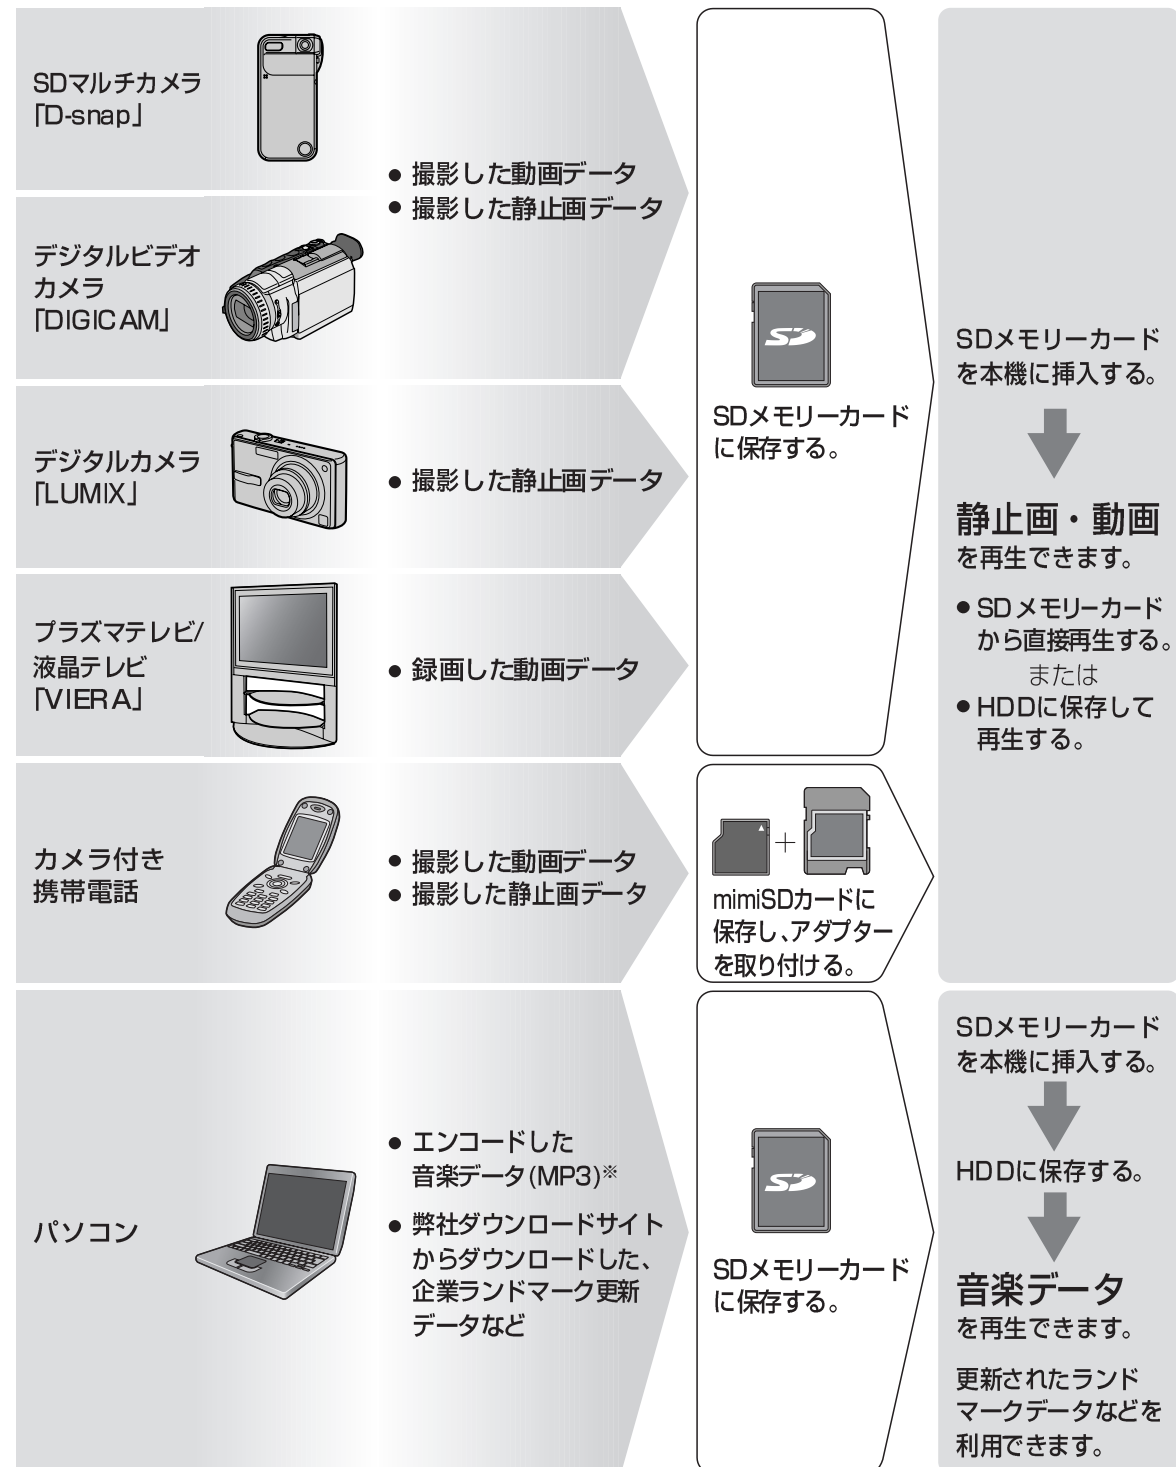 SDマルチカメラ
「D-snap」
● 撮影した動画データ
● 撮影した静止画データ
デジタルビデオ
カメラ
「DIGICAM」
デジタルカメラ
「LUMIX」
● 撮影した静止画データ
プラズマテレビ/
液晶テレビ
「VIERA」
● 録画した動画データ
SD
SDメモリーカード
に保存する。
カメラ付き
携帯電話
● 撮影した動画データ
● 撮影した静止画データ
+
mimiSDカードに
保存し、アダプター
を取り付ける。
SDメモリーカード
を本機に挿入する。
静止画・動画
を再生できます。
● SDメモリーカード
から直接再生する。
または
● HDDに保存して
再生する。
パソコン
● エンコードした
音楽データ(MP3)※
● 弊社ダウンロードサイト
からダウンロードした、
企業ランドマーク更新
データなど
SD
SDメモリーカード
に保存する。
SDメモリーカード
を本機に挿入する。
HDDに保存する。
音楽データ
を再生できます。
更新されたランド
マークデータなどを
利用できます。